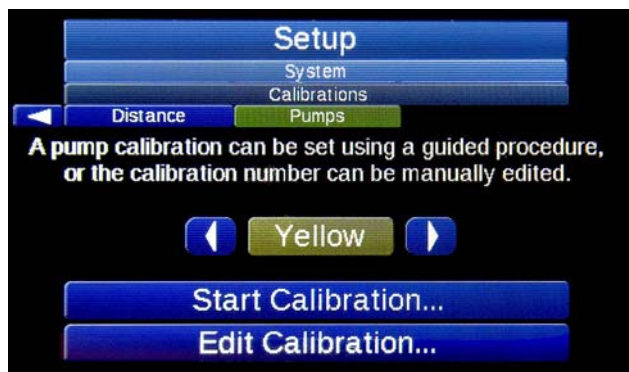 Setup
System
Calibrations
Distance Pumps
A pump calibration can be set using a guided procedure,
or the calibration number can be manually edited.
Yellow
Start Calibration...
Edit Calibration...